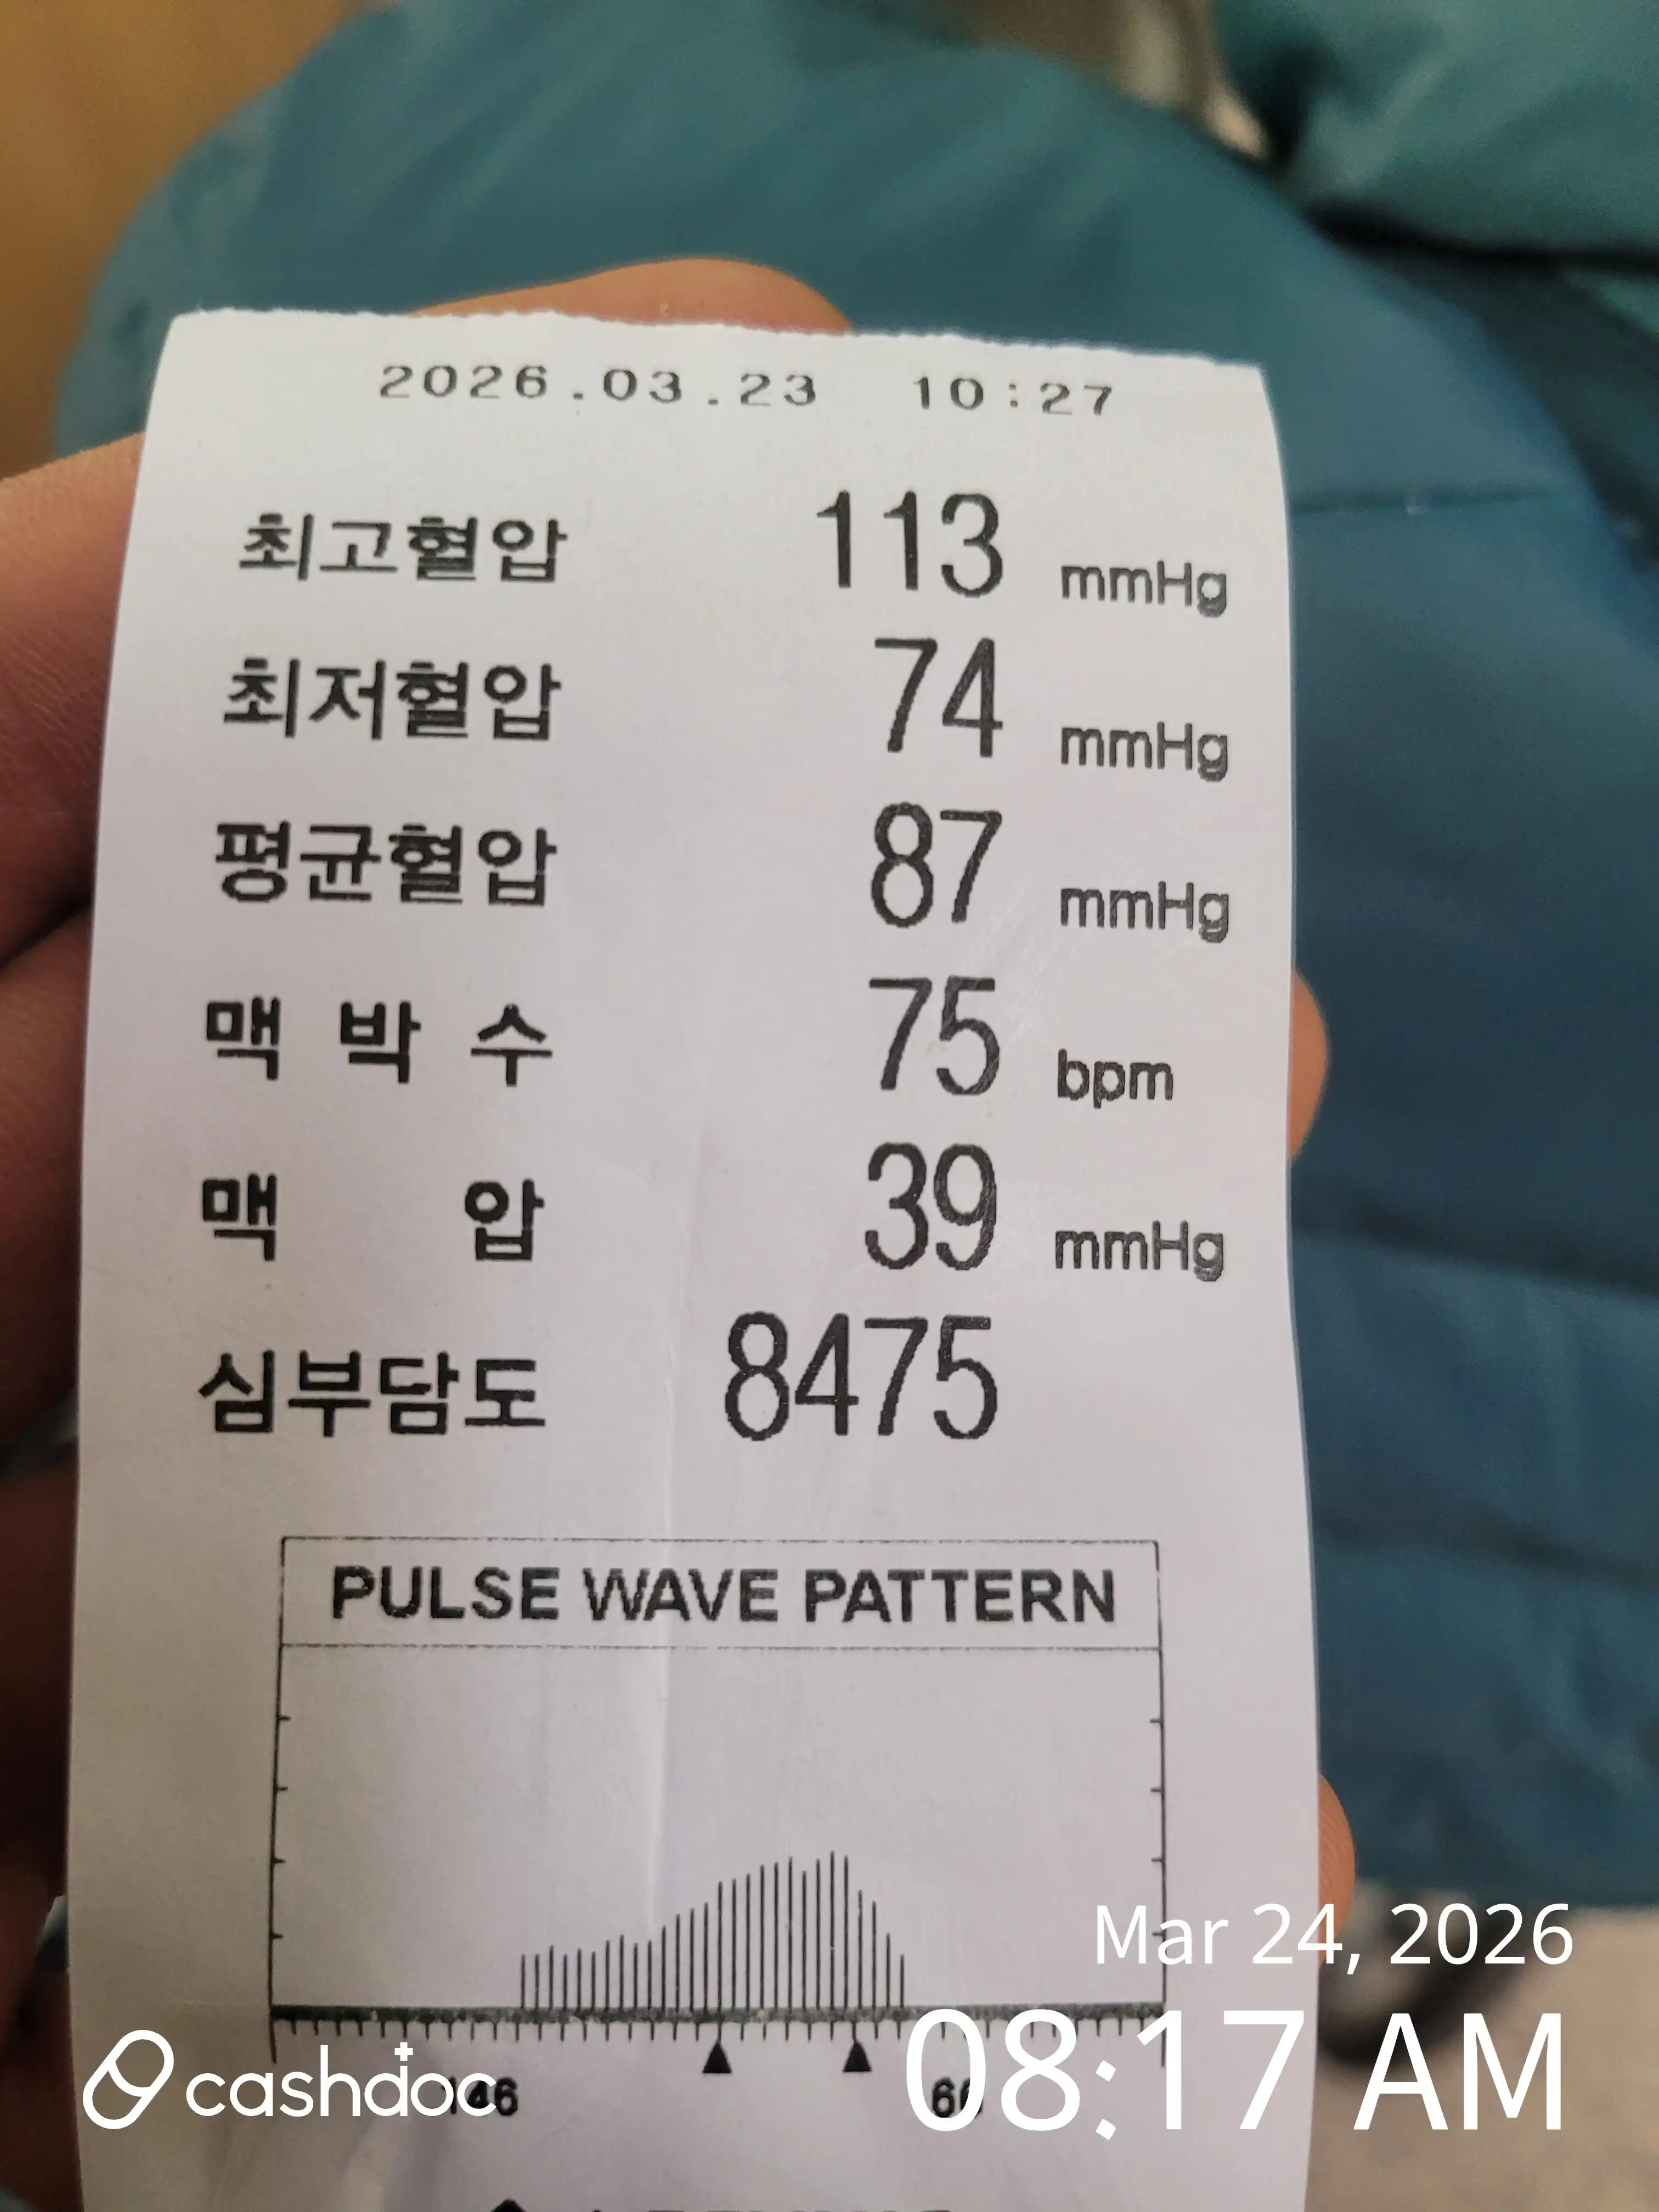 2026.03.23 10:27
최고혈압 113 mmHg
최저혈압 74 mmHg
평균혈압 87 mmHg
맥박수 75 bpm
맥압 39 mmHg
심부담도 8475
PULSE WAVE PATTERN
Mar 24, 2026
08:17 AM
cashdoc
146